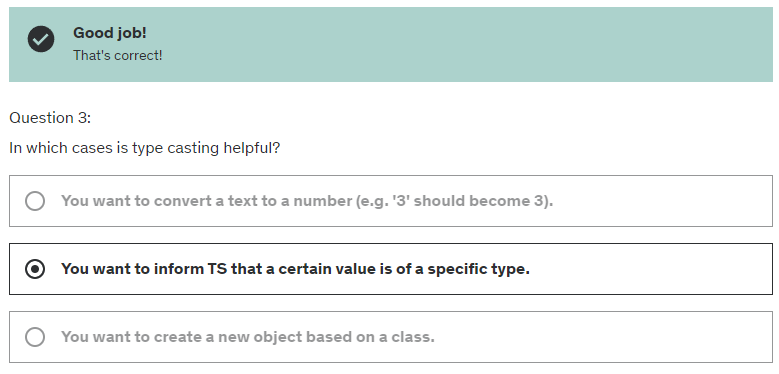 Good job!
That's correct!
Question 3:
In which cases is type casting helpful?
You want to convert a text to a number (e.g. '3' should become 3).
You want to inform TS that a certain value is of a specific type.
You want to create a new object based on a class.